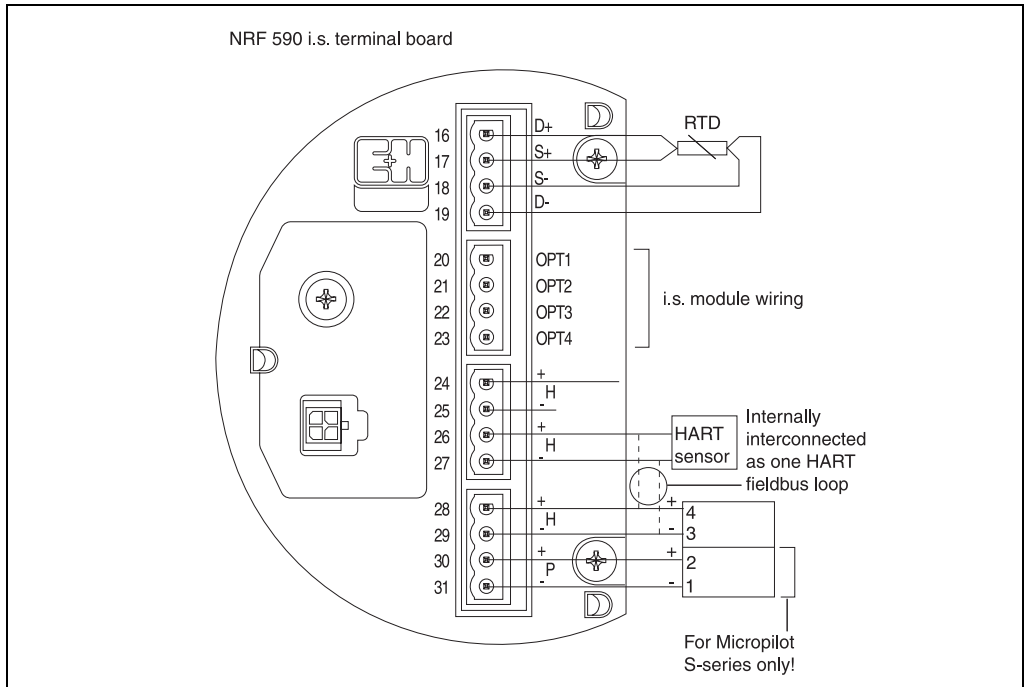 NRF 590 i.s. terminal board
16 D+
17 S+
18 S-
19 D-
RTD
20 OPT1
21 OPT2
22 OPT3
23 OPT4
i.s. module wiring
24 +
H
25 -
26 +
H
27 -
HART
sensor
Internally
interconnected
as one HART
fieldbus loop
28 + + 4
H
29 - - 3
30 + + 2
P
31 - - 1
For Micropilot
S-series only!